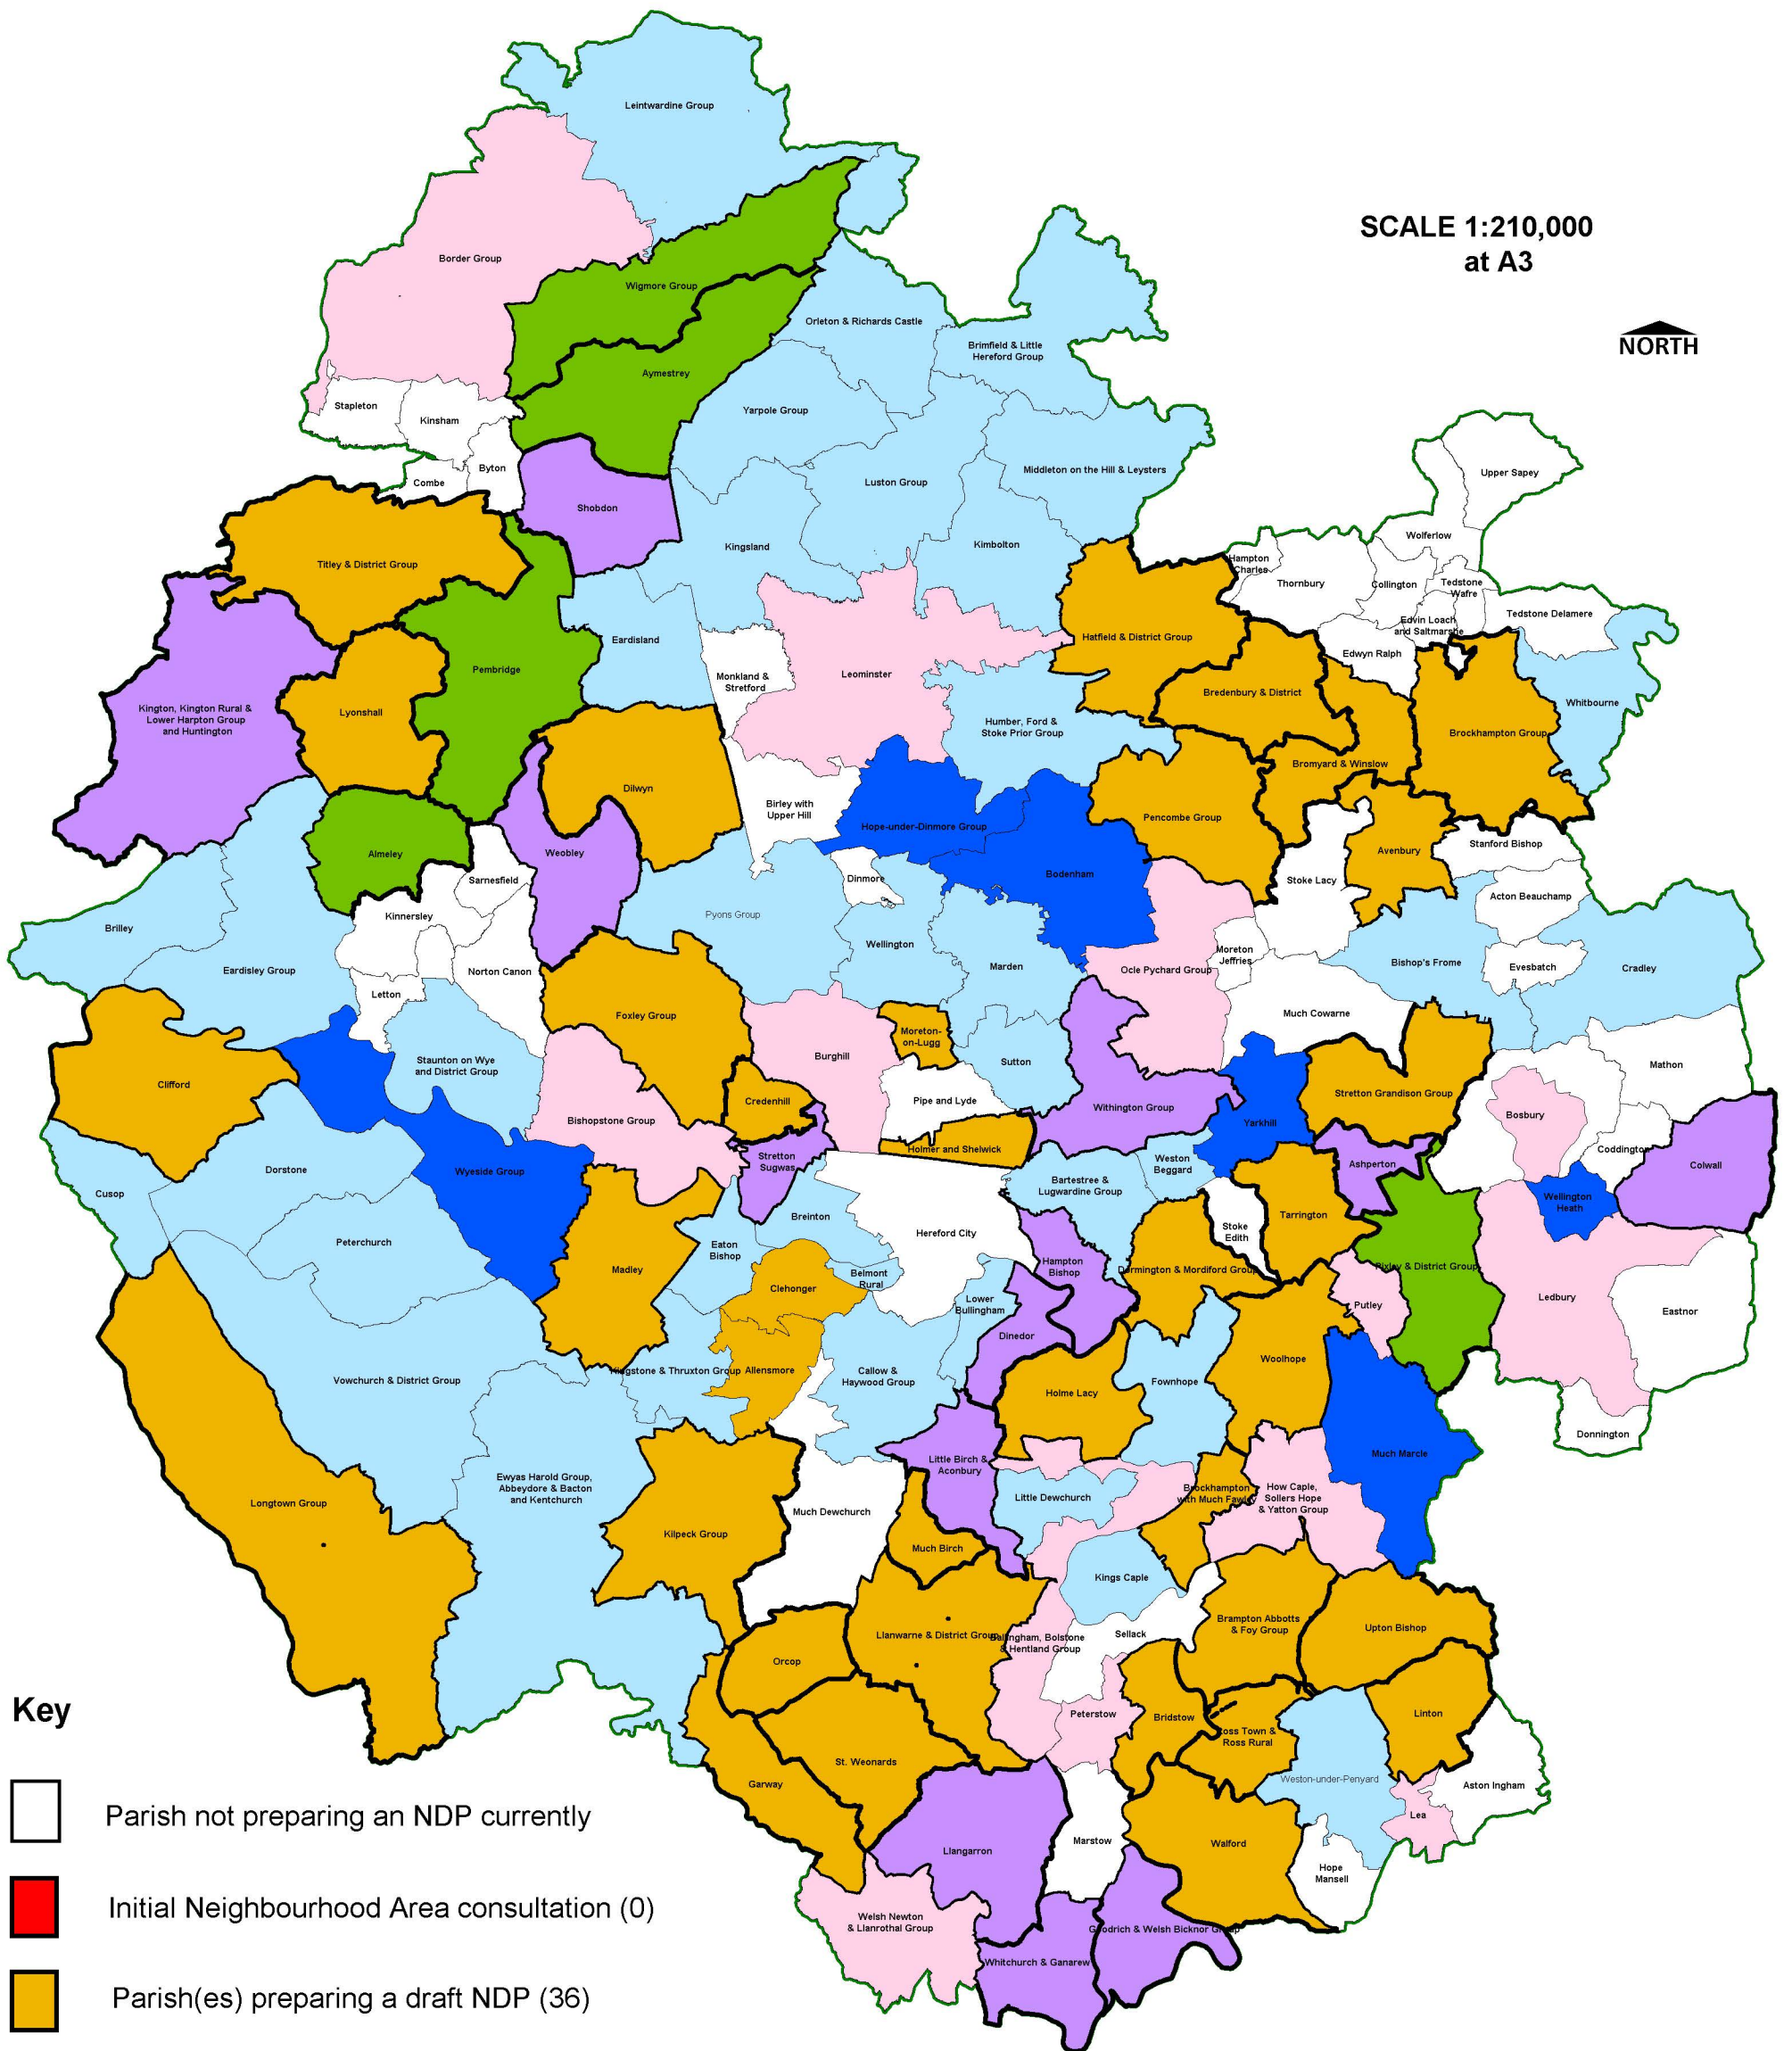 Leintwardine Group
SCALE 1:210,000
at A3
Border Group
Wigmore Group
NORTH
Orleton & Richards Castle
Brimfield & Little
Hereford Group
Aymestrey
Stapleton
Kinsham
Yarpole Group
Byton
Combe
Middleton on the Hill & Leysters
Upper Sapey
Luston Group
Shobdon
Kingsland
Kimbolton
Wolferlow
Titley & District Group
Hampton
Charles
Thornbury
Collington
Tedstone
Wafre
Tedstone Delamere
Edvin Loach
and Saltmarshe
Eardisland
Hatfield & District Group
Edwyn Ralph
Pembridge
Monkland &
Stretford
Leominster
Bredenbury & District
Whitbourne
Kington, Kington Rural &
Lower Harpton Group
and Huntington
Lyonshall
Humber, Ford &
Stoke Prior Group
Brockhampton Group
Bromyard & Winslow
Dilwyn
Birley with
Upper Hill
Hope-under-Dinmore Group
Pencombe Group
Almeley
Weobley
Avenbury
Stanford Bishop
Sarnesfield
Dinmore
Bodenham
Stoke Lacy
Acton Beauchamp
Kinnersley
Pyons Group
Brilley
Eardisley Group
Norton Canon
Wellington
Marden
Moreton
Jeffries
Ocle Pychard Group
Bishop's Frome
Evesbatch
Cradley
Letton
Foxley Group
Moreton-
on-Lugg
Much Cowarne
Staunton on Wye
and District Group
Burghill
Sutton
Mathon
Clifford
Credenhill
Pipe and Lyde
Withington Group
Stretton Grandison Group
Bishopstone Group
Yarkhill
Bosbury
Holmer and Shelwick
Coddington
Dorstone
Wyeside Group
Stretton
Sugwas
Weston
Beggard
Ashperton
Colwall
Cusop
Bartestree &
Lugwardine Group
Wellington
Heath
Breinton
Tarrington
Peterchurch
Eaton
Bishop
Hereford City
Stoke
Edith
Madley
Belmont
Rural
Hampton
Bishop
Dormington & Mordiford Group
Pixley & District Group
Clehonger
Lower
Bullingham
Putley
Ledbury
Eastnor
Dinedor
Vowchurch & District Group
Kingstone & Thruxton Group
Allensmore
Callow &
Haywood Group
Woolhope
Holme Lacy
Fownhope
Donnington
Much Marcle
Little Birch &
Aconbury
Ewyas Harold Group,
Abbeydore & Bacton
and Kentchurch
Little Dewchurch
Brockhampton
with Much Fawley
How Caple,
Sollers Hope
& Yatton Group
Longtown Group
Much Dewchurch
Kilpeck Group
Much Birch
Kings Caple
Brampton Abbotts
& Foy Group
Upton Bishop
Llanwarne & District Group
Ballingham, Bolstone
& Hentland Group
Sellack
Orcop
Key
Peterstow
Bridstow
Linton
Ross Town &
Ross Rural
St. Weonards
Garway
Weston-under-Penyard
Aston Ingham
Lea
Parish not preparing an NDP currently
Marstow
Walford
Llangarron
Hope
Mansell
Initial Neighbourhood Area consultation (0)
Welsh Newton
& Llanrothal Group
Goodrich & Welsh Bicknor Group
Whitchurch & Ganarew
Parish(es) preparing a draft NDP (36)